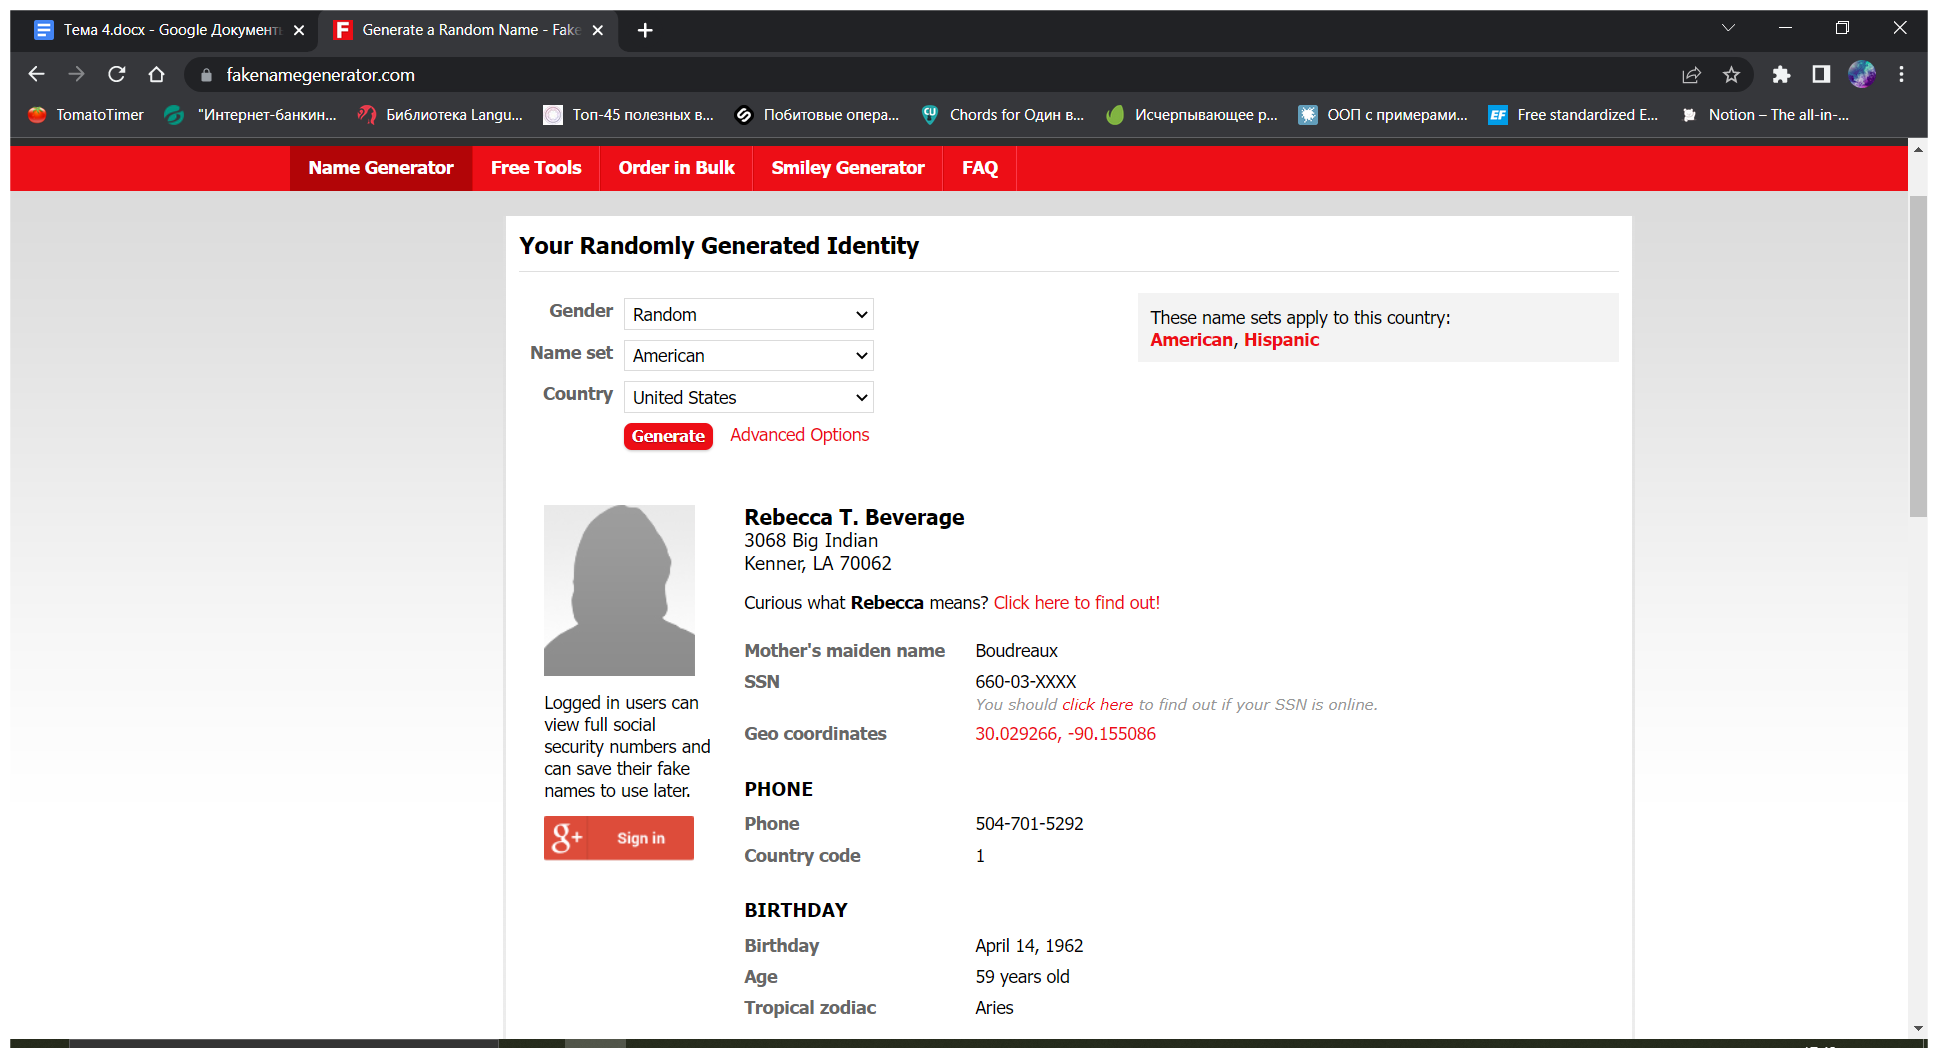 Тема 4.docx - Google Документ
Generate a Random Name - Fake
fakenamegenerator.com
TomatoTimer
"Интернет-банкин...
Библиотека Langu...
Топ-45 полезных в...
Побитовые опера...
Chords for Один в...
Исчерпывающее р...
ООП с примерами...
EF
Free standardized E...
Notion – The all-in-...
Name Generator
Free Tools
Order in Bulk
Smiley Generator
FAQ
Your Randomly Generated Identity
Gender Random
Name set American
Country United States
Generate Advanced Options
These name sets apply to this country:
American, Hispanic
Rebecca T. Beverage
3068 Big Indian
Kenner, LA 70062
Curious what Rebecca means? Click here to find out!
Mother's maiden name Boudreaux
SSN 660-03-XXXX
You should click here to find out if your SSN is online.
Geo coordinates 30.029266, -90.155086
Logged in users can
view full social
security numbers and
can save their fake
names to use later.
g+ Sign in
PHONE
Phone 504-701-5292
Country code 1
BIRTHDAY
Birthday April 14, 1962
Age 59 years old
Tropical zodiac Aries